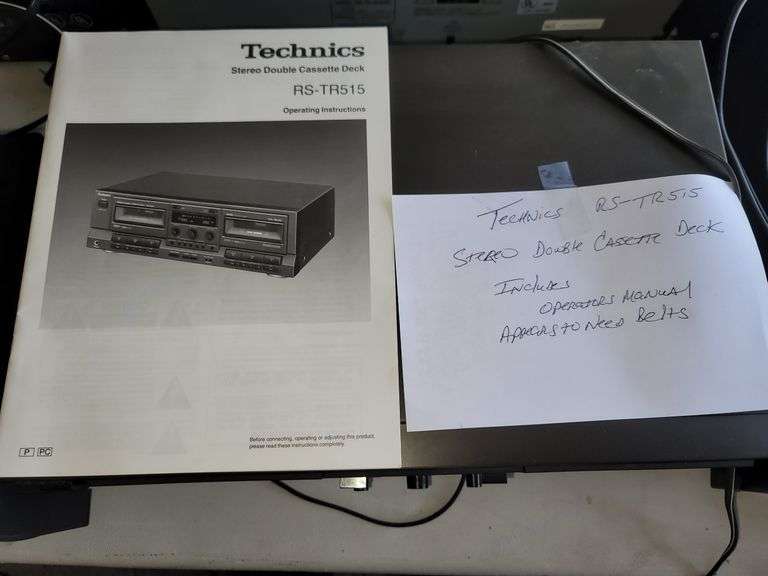 Technics
Stereo Double Cassette Deck
RS-TR515
Operating Instructions
Before connecting, operating or adjusting this product,
please read these instructions completely.
P PC
Technics RS-TR515
Stereo Double Casette Deck
Includes
Operators Manual
Appears to Need Belts